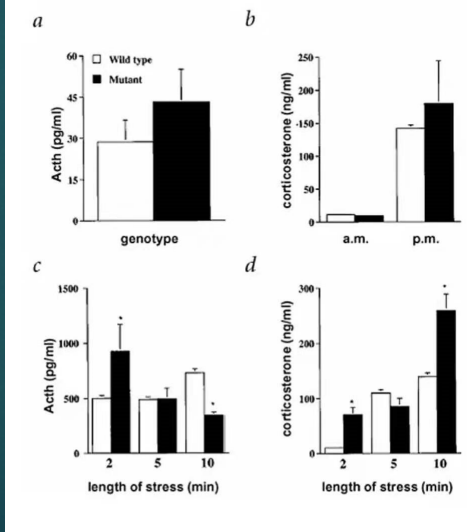 a
b
60
45
30
15
0
Acth (pg/ml)
Wild type
Mutant
genotype
250
200
-150
100
50
0
corticosterone (ng/ml)
a.m.
p.m.
c
d
1500
1000
500
0
Acth (pg/ml)
*
*
2
5
10
length of stress (min)
300
200
100
0
corticosterone (ng/ml)
*
*
2
5
10
length of stress (min)